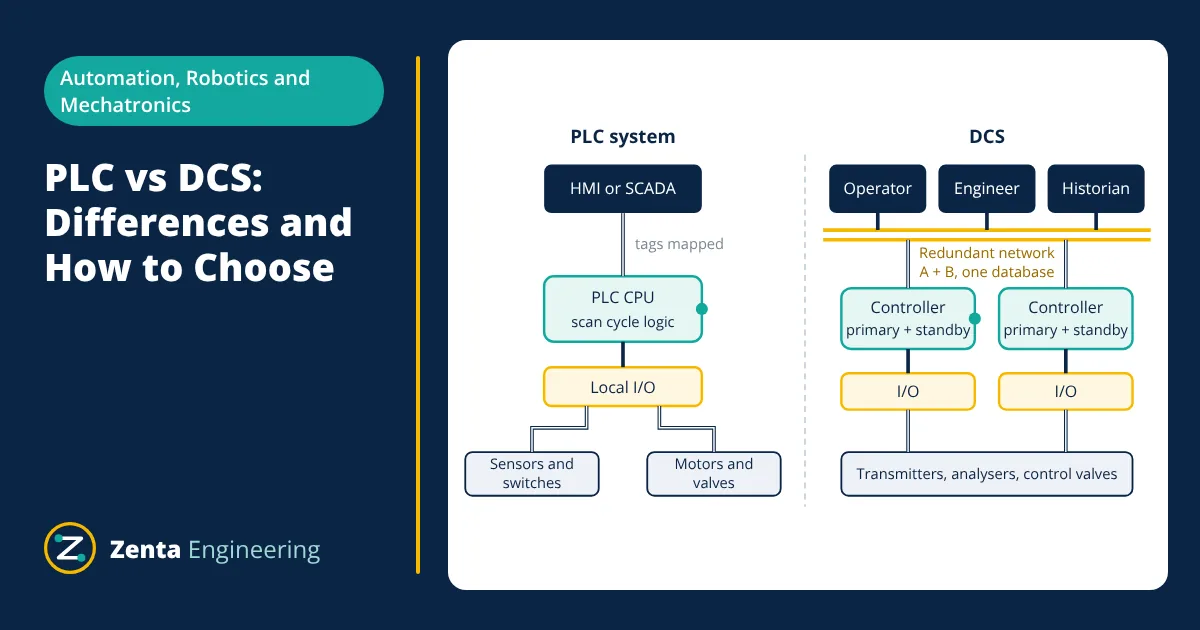 Automation, Robotics and
Mechatronics
PLC vs DCS:
Differences and
How to Choose
Zenta Engineering
PLC system
HMI or SCADA
tags mapped
PLC CPU
scan cycle logic
Local I/O
Sensors and
switches
Motors and
valves
DCS
Operator
Engineer
Historian
Redundant network
A + B, one database
Controller
primary + standby
Controller
primary + standby
I/O
I/O
Transmitters, analysers, control valves